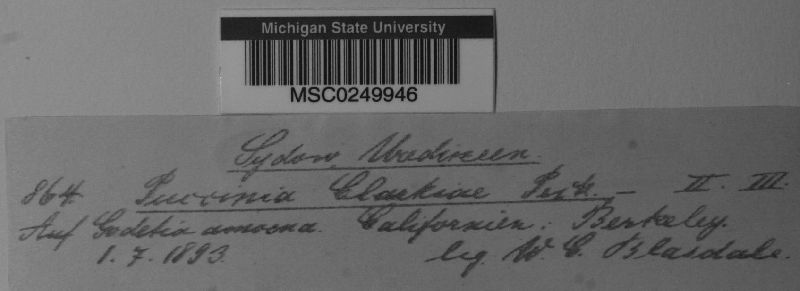 Michigan State University
MSC0249946
Sydow, Uredineen.
864. Puccinia Clarkiae Peck. — II. III.
Auf Godetia amoena. Californien: Berkeley.
1. 7. 1893. leg. W. C. Blasdale.